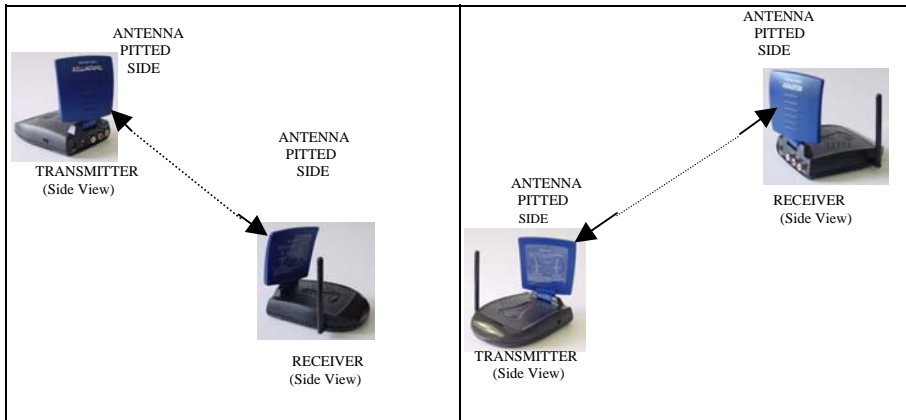 ANTENNA
PITTED
SIDE
TRANSMITTER
(Side View)
ANTENNA
PITTED
SIDE
RECEIVER
(Side View)
ANTENNA
PITTED
SIDE
RECEIVER
(Side View)
ANTENNA
PITTED
SIDE
TRANSMITTER
(Side View)